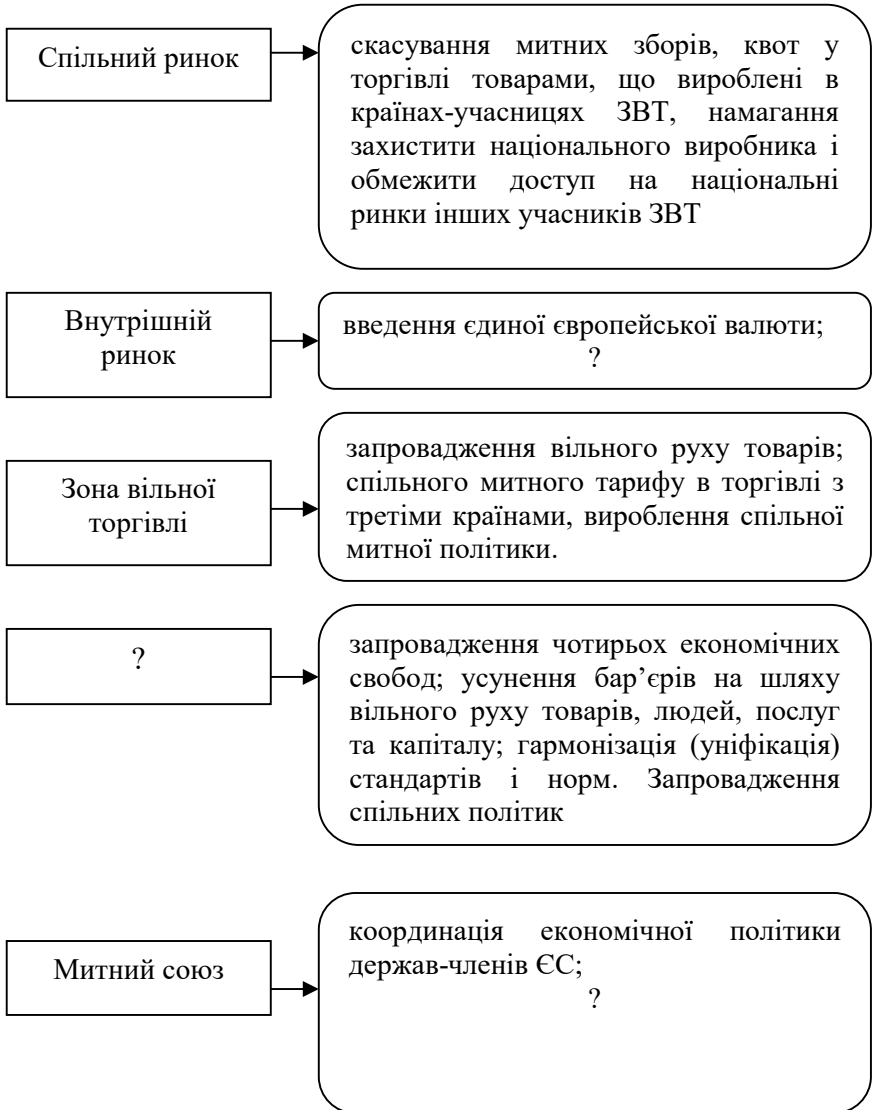 Спільний ринок
скасування митних зборів, квот у
торгівлі товарами, що вироблені в
країнах-учасницях ЗВТ, намагання
захистити національного виробника і
обмежити доступ на національні
ринки інших учасників ЗВТ
Внутрішній
ринок
введення єдиної європейської валюти;
?
Зона вільної
торгівлі
запровадження вільного руху товарів;
спільного митного тарифу в торгівлі з
третіми країнами, вироблення спільної
митної політики.
?
запровадження чотирьох економічних
свобод; усунення бар’єрів на шляху
вільного руху товарів, людей, послуг
та капіталу; гармонізація (уніфікація)
стандартів і норм. Запровадження
спільних політик
Митний союз
координація економічної політики
держав-членів ЄС;
?